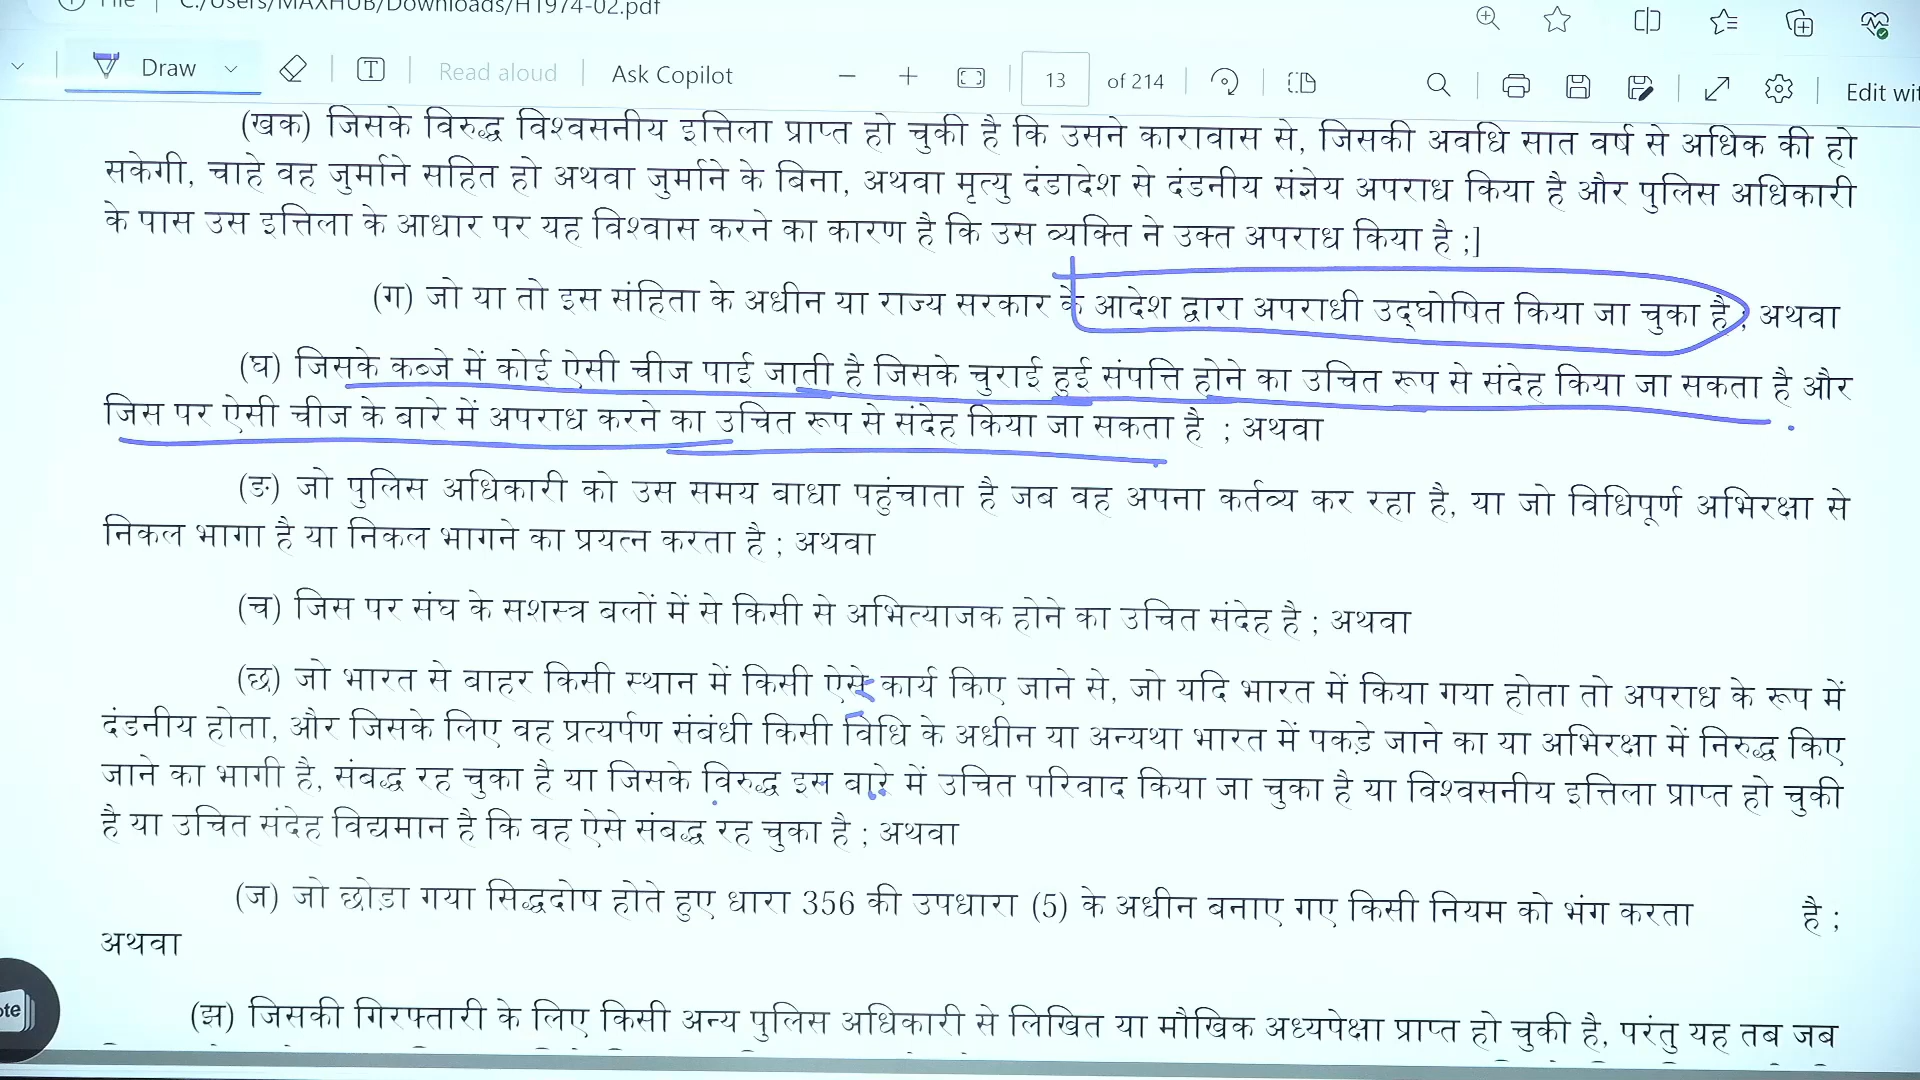 File | C:/Users/MAXHUB/Downloads/H1974-02.pdf
Draw Read aloud Ask Copilot 13 of 214 Edit wit
(खक) जिसके विरुद्ध विश्वसनीय इत्तिला प्राप्त हो चुकी है कि उसने कारावास से, जिसकी अवधि सात वर्ष से अधिक की हो
सकेगी, चाहे वह जुर्माने सहित हो अथवा जुर्माने के बिना, अथवा मृत्यु दंडादेश से दंडनीय संज्ञेय अपराध किया है और पुलिस अधिकारी
के पास उस इत्तिला के आधार पर यह विश्वास करने का कारण है कि उस व्यक्ति ने उक्त अपराध किया है ;]
(ग) जो या तो इस संहिता के अधीन या राज्य सरकार के आदेश द्वारा अपराधी उद्घोषित किया जा चुका है ; अथवा
(घ) जिसके कब्जे में कोई ऐसी चीज पाई जाती है जिसके चुराई हुई संपत्ति होने का उचित रूप से संदेह किया जा सकता है और
जिस पर ऐसी चीज के बारे में अपराध करने का उचित रूप से संदेह किया जा सकता है ; अथवा
(ङ) जो पुलिस अधिकारी को उस समय बाधा पहुंचाता है जब वह अपना कर्तव्य कर रहा है, या जो विधिपूर्ण अभिरक्षा से
निकल भागा है या निकल भागने का प्रयत्न करता है ; अथवा
(च) जिस पर संघ के सशस्त्र बलों में से किसी से अभित्याजक होने का उचित संदेह है ; अथवा
(छ) जो भारत से बाहर किसी स्थान में किसी ऐसे कार्य किए जाने से, जो यदि भारत में किया गया होता तो अपराध के रूप में
दंडनीय होता, और जिसके लिए वह प्रत्यर्पण संबंधी किसी विधि के अधीन या अन्यथा भारत में पकड़े जाने का या अभिरक्षा में निरुद्ध किए
जाने का भागी है, संबद्ध रह चुका है या जिसके विरुद्ध इस बारे में उचित परिवाद किया जा चुका है या विश्वसनीय इत्तिला प्राप्त हो चुकी
है या उचित संदेह विद्यमान है कि वह ऐसे संबद्ध रह चुका है ; अथवा
(ज) जो छोड़ा गया सिद्धदोष होते हुए धारा 356 की उपधारा (5) के अधीन बनाए गए किसी नियम को भंग करता है ;
अथवा
(झ) जिसकी गिरफ्तारी के लिए किसी अन्य पुलिस अधिकारी से लिखित या मौखिक अध्यपेक्षा प्राप्त हो चुकी है, परंतु यह तब जब